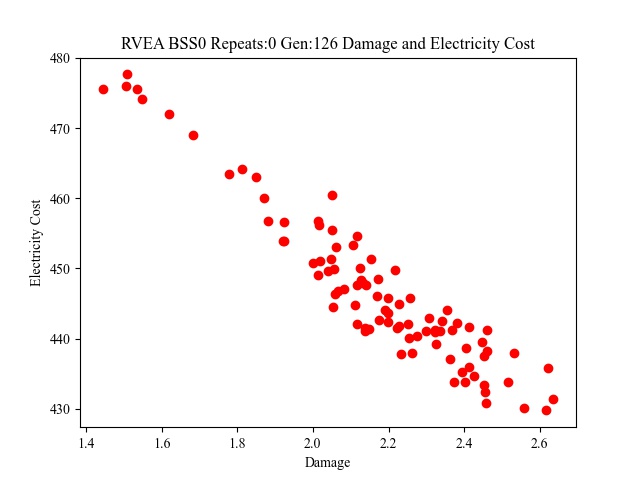 RVEA BSS0 Repeats:0 Gen:126 Damage and Electricity Cost
480
470
460
450
440
430
Electricity Cost
1.4 1.6 1.8 2.0 2.2 2.4 2.6
Damage